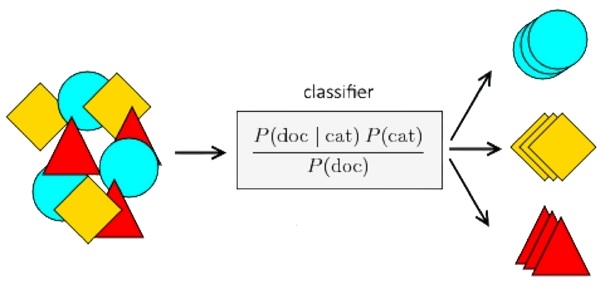 classifier
P(doc | cat) P(cat)
P(doc)